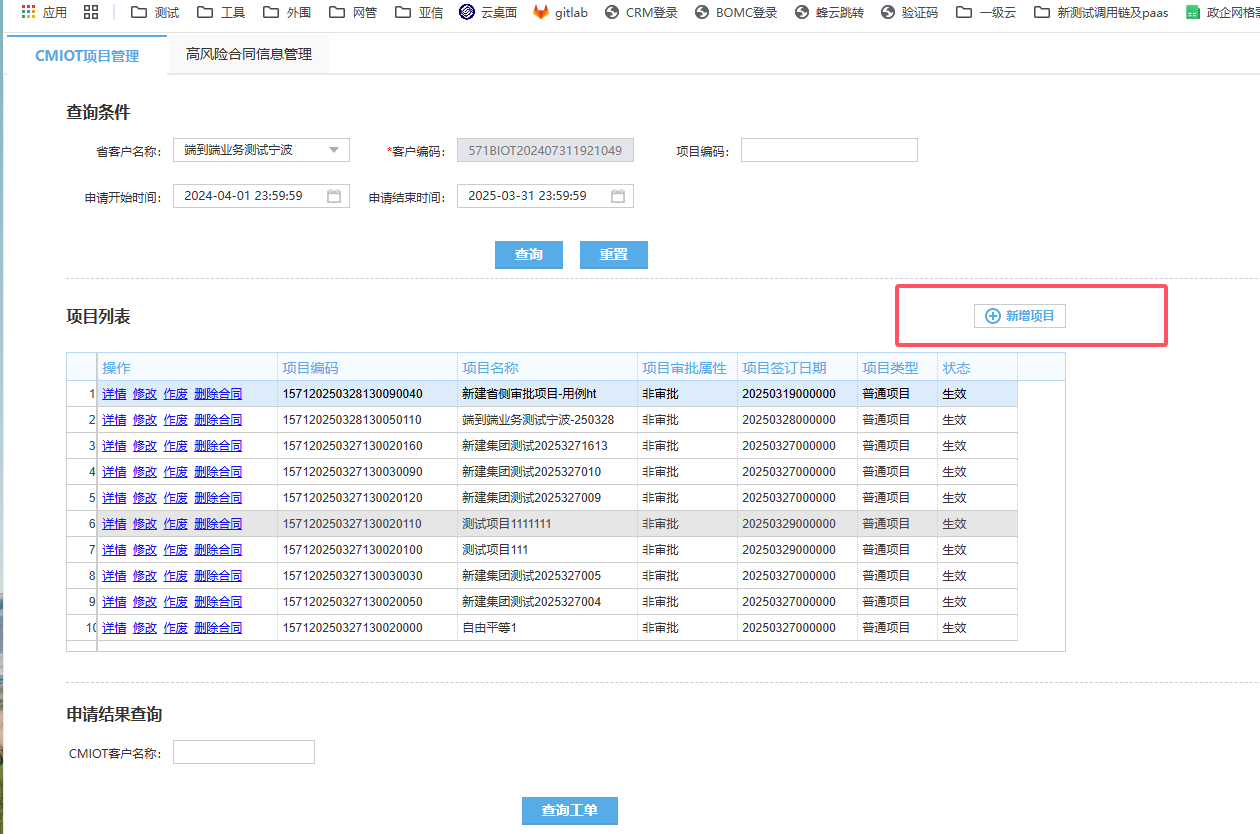 应用 测试 工具 外围 网管 亚信 云桌面 gitlab CRM登录 BOMC登录 蜂云跳转 验证码 一级云 新测试调用链及paas 政企网格
CMIOT项目管理 高风险合同信息管理
查询条件
省客户名称: 端到端业务测试宁波 *客户编码: 571BIOT202407311921049 项目编码:
申请开始时间: 2024-04-01 23:59:59 申请结束时间: 2025-03-31 23:59:59
查询 重置
项目列表 新增项目
操作 项目编码 项目名称 项目审批属性 项目签订日期 项目类型 状态
1 详情 修改 作废 删除合同 157120250328130090040 新建省侧审批项目-用例ht 非审批 20250319000000 普通项目 生效
2 详情 修改 作废 删除合同 157120250328130050110 端到端业务测试宁波-250328 非审批 20250328000000 普通项目 生效
3 详情 修改 作废 删除合同 157120250327130020160 新建集团测试20253271613 非审批 20250327000000 普通项目 生效
4 详情 修改 作废 删除合同 157120250327130030090 新建集团测试2025327010 非审批 20250327000000 普通项目 生效
5 详情 修改 作废 删除合同 157120250327130020120 新建集团测试2025327009 非审批 20250327000000 普通项目 生效
6 详情 修改 作废 删除合同 157120250327130020110 测试项目1111111 非审批 20250329000000 普通项目 生效
7 详情 修改 作废 删除合同 157120250327130020100 测试项目111 非审批 20250329000000 普通项目 生效
8 详情 修改 作废 删除合同 157120250327130030030 新建集团测试2025327005 非审批 20250327000000 普通项目 生效
9 详情 修改 作废 删除合同 157120250327130020050 新建集团测试2025327004 非审批 20250327000000 普通项目 生效
10 详情 修改 作废 删除合同 157120250327130020000 自由平等1 非审批 20250327000000 普通项目 生效
申请结果查询
CMIOT客户名称:
查询工单